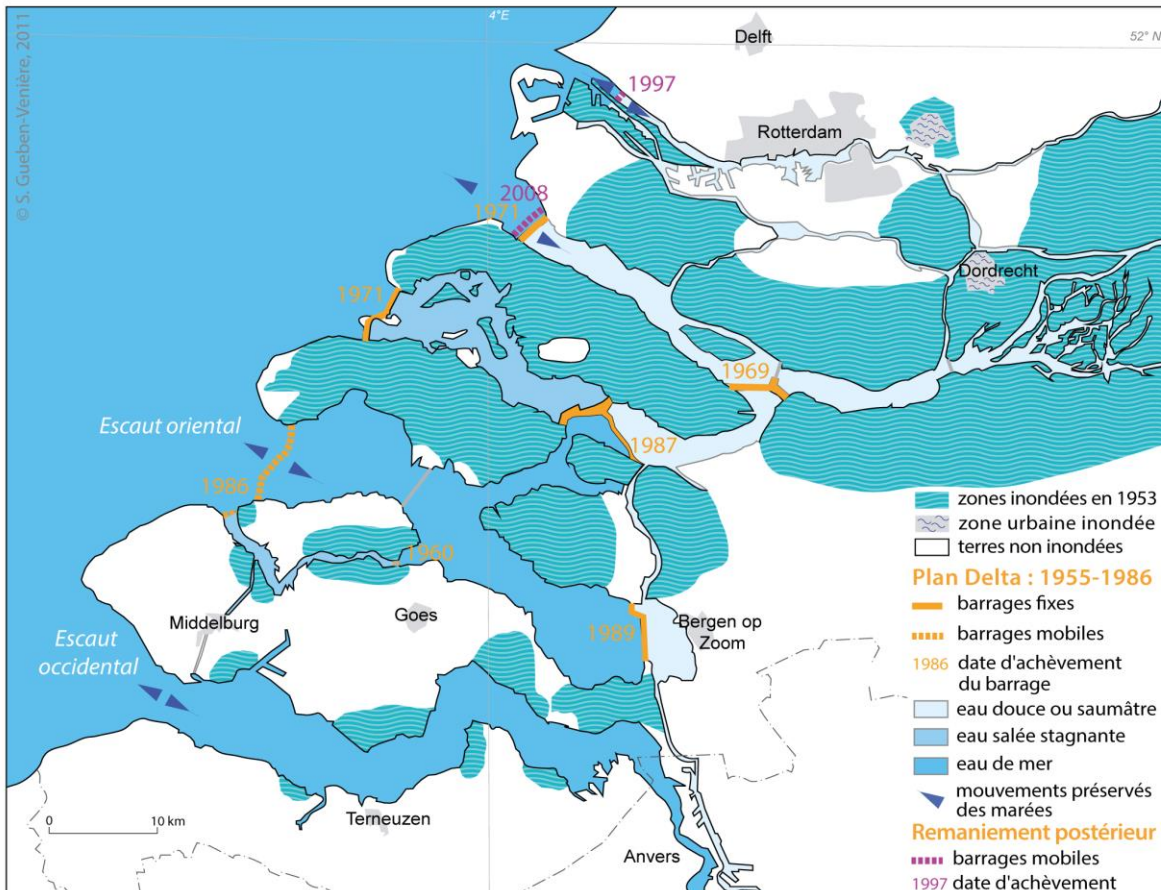 © S. Gueben-Venière, 2011
4°E
52° N
Delft
1997
Rotterdam
2008
1971
Dordrecht
1971
1969
Escaut oriental
1987
1986
1960
Middelburg
Goes
1989
Bergen op
Zoom
Escaut
occidental
Terneuzen
Anvers
0
10 km
zones inondées en 1953
zone urbaine inondée
terres non inondées
Plan Delta : 1955-1986
barrages fixes
barrages mobiles
1986 date d'achèvement
du barrage
eau douce ou saumâtre
eau salée stagnante
eau de mer
mouvements préservés
des marées
Remaniement postérieur
barrages mobiles
1997 date d'achèvement